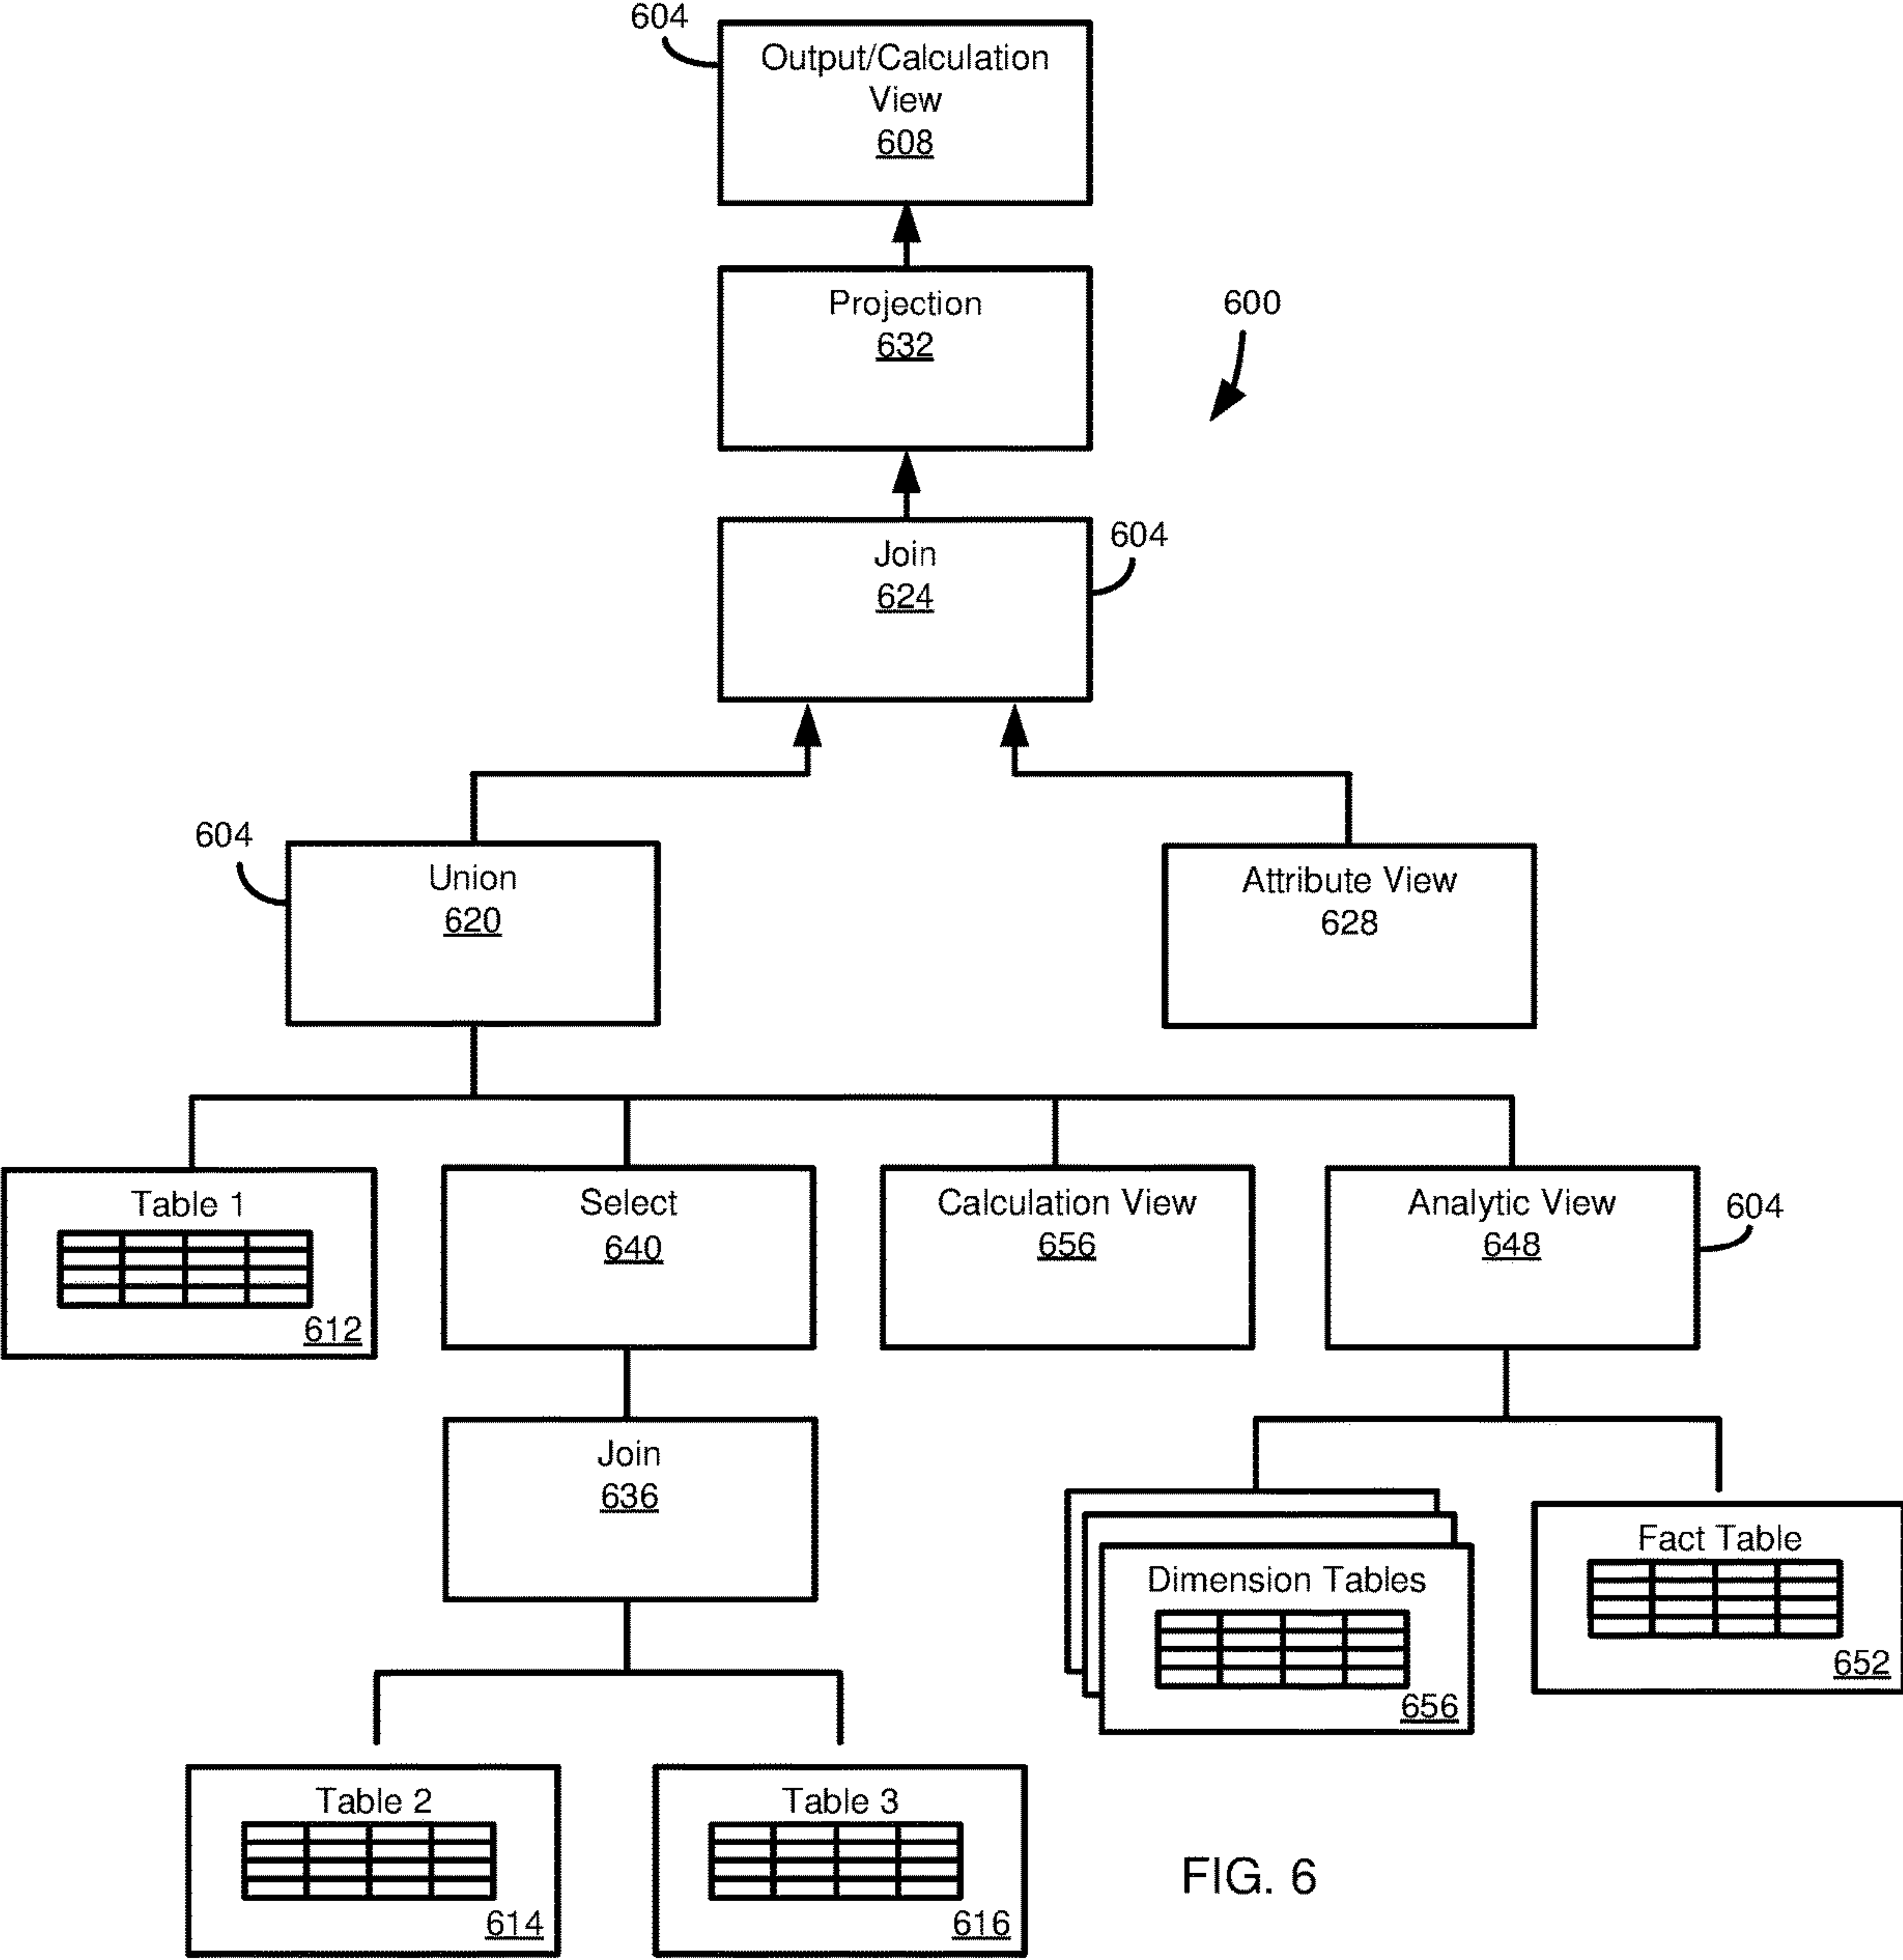 604
Output/Calculation
View
608
Projection
632
600
Join
624
604
604
Union
620
Attribute View
628
Table 1
612
Select
640
Calculation View
656
Analytic View
648
604
Join
636
Dimension Tables
656
Fact Table
652
Table 2
614
Table 3
616
FIG. 6